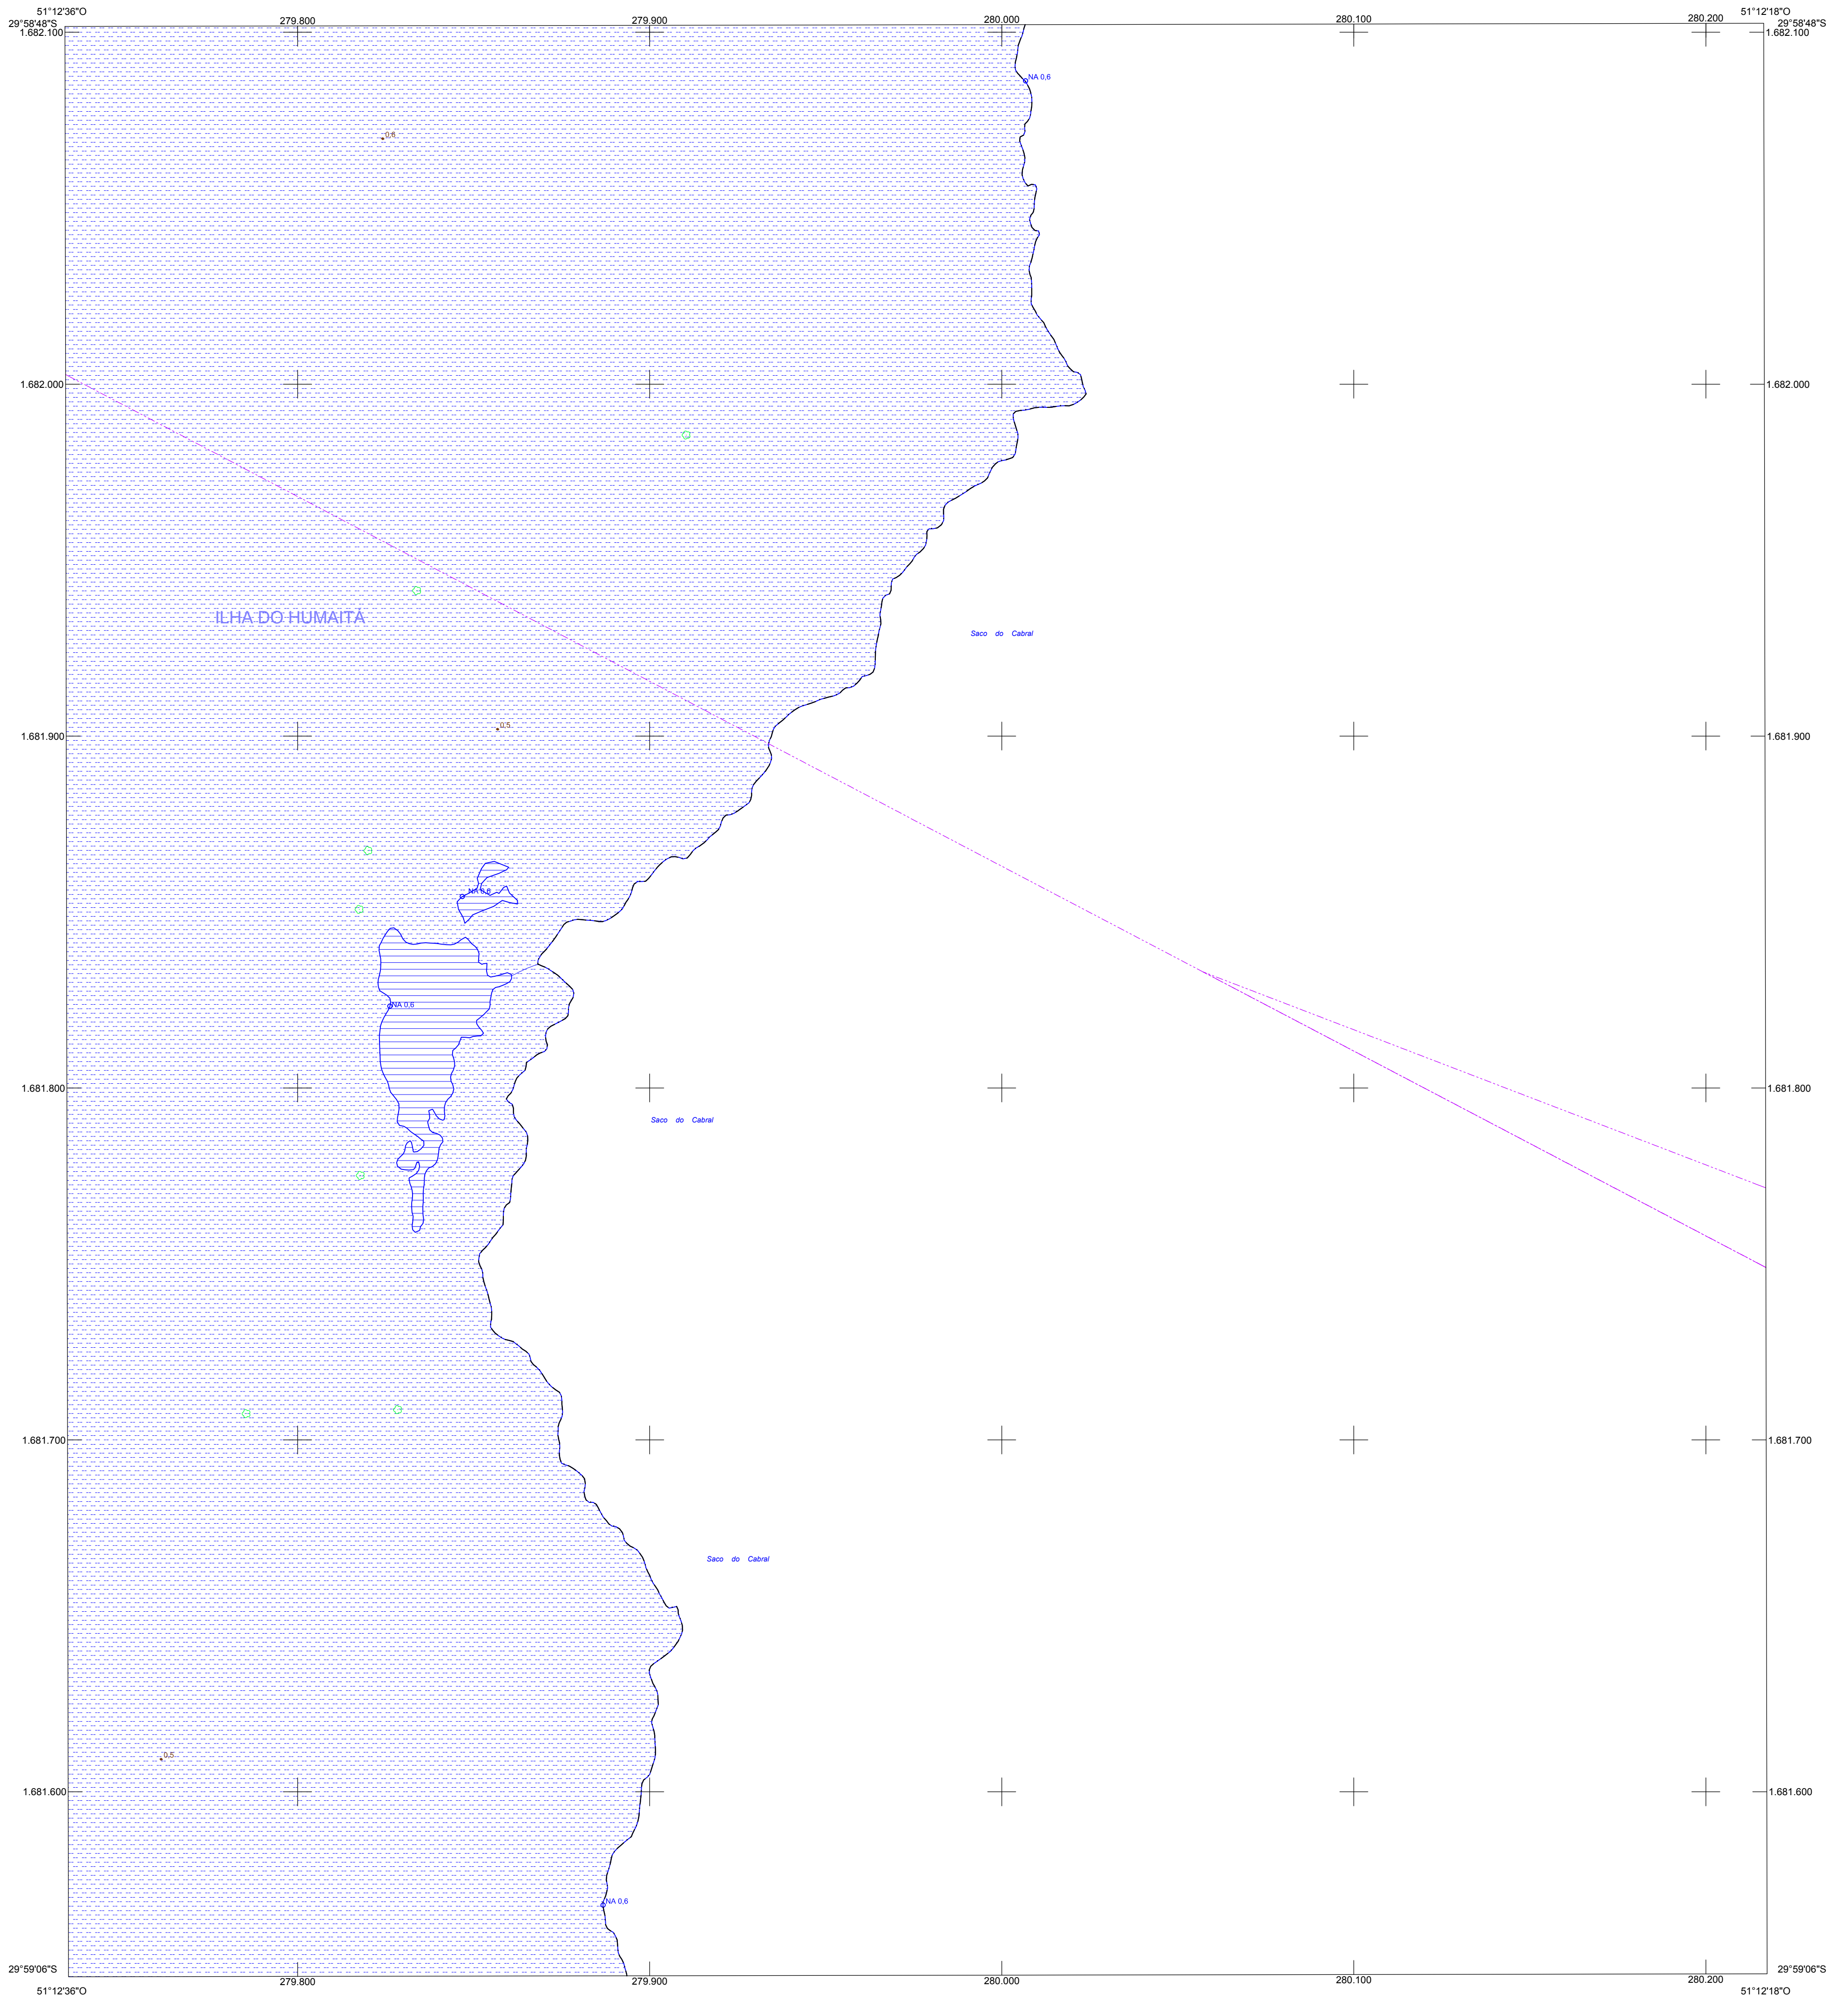 51°12'36"O
51°12'18"O
29°58'48"S
279.800
279.900
280.000
280.100
280.200
29°58'48"S
1.682.100
1.682.100
NA 0,6
0,6
1.682.000
1.682.000
ILHA DO HUMAITÁ
Saco do Cabral
0,5
1.681.900
1.681.900
NA 0,6
NA 0,6
1.681.800
1.681.800
Saco do Cabral
1.681.700
1.681.700
Saco do Cabral
0,5
1.681.600
1.681.600
NA 0,6
29°59'06"S
29°59'06"S
279.800
279.900
280.000
280.100
280.200
51°12'36"O
51°12'18"O